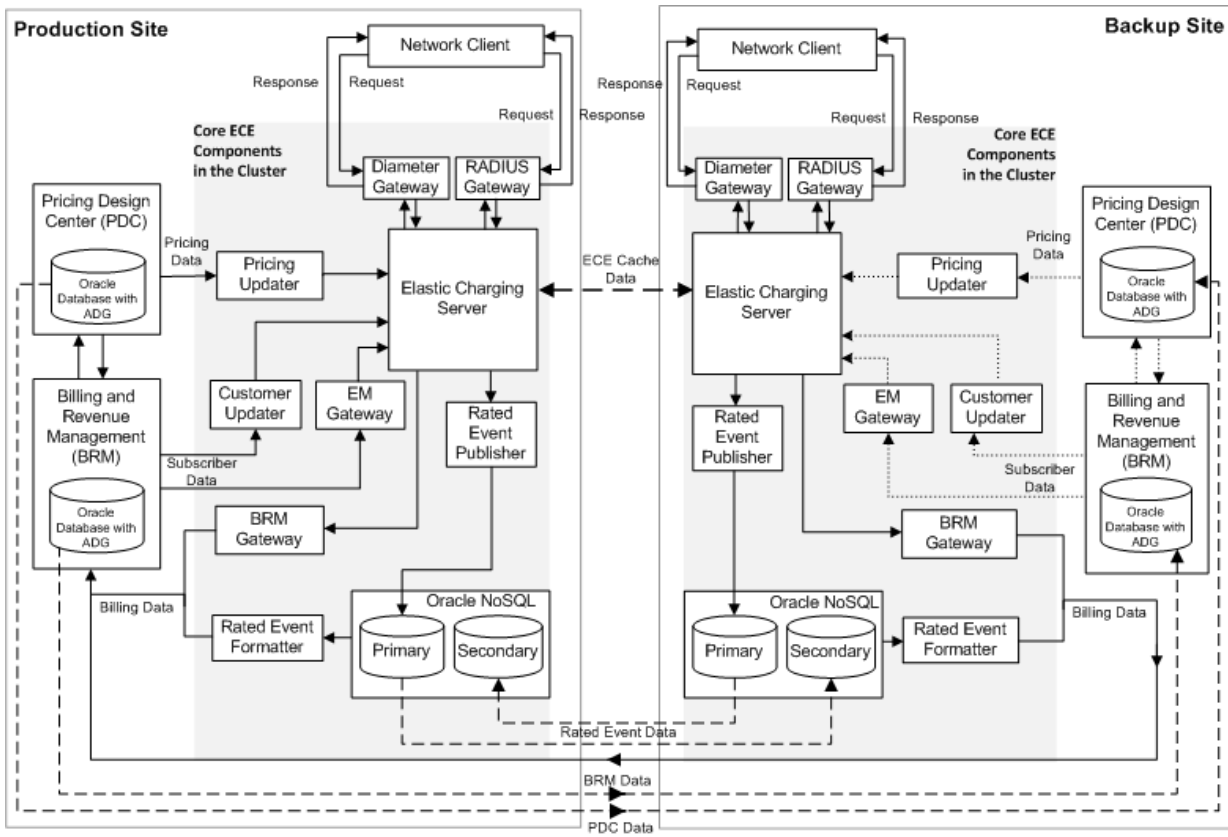 Production Site
Network Client
Response
Request
Request
Response
Core ECE
Components
in the Cluster
Diameter
Gateway
RADIUS
Gateway
Pricing Design
Center (PDC)
Oracle
Database with
ADG
Pricing
Data
Pricing
Updater
Elastic Charging
Server
Billing and
Revenue
Management
(BRM)
Oracle
Database with
ADG
Customer
Updater
EM
Gateway
Rated
Event
Publisher
Subscriber
Data
BRM
Gateway
Billing Data
Rated Event
Formatter
Oracle NoSQL
Primary
Secondary
ECE Cache
Data
Backup Site
Network Client
Response
Request
Request
Response
Core ECE
Components
in the Cluster
Diameter
Gateway
RADIUS
Gateway
Elastic Charging
Server
Pricing
Updater
Pricing
Data
Pricing Design
Center (PDC)
Oracle
Database with
ADG
Rated
Event
Publisher
EM
Gateway
Customer
Updater
Subscriber
Data
Billing and
Revenue
Management
(BRM)
Oracle
Database with
ADG
BRM
Gateway
Oracle NoSQL
Primary
Secondary
Rated Event
Formatter
Billing Data
Rated Event Data
BRM Data
PDC Data